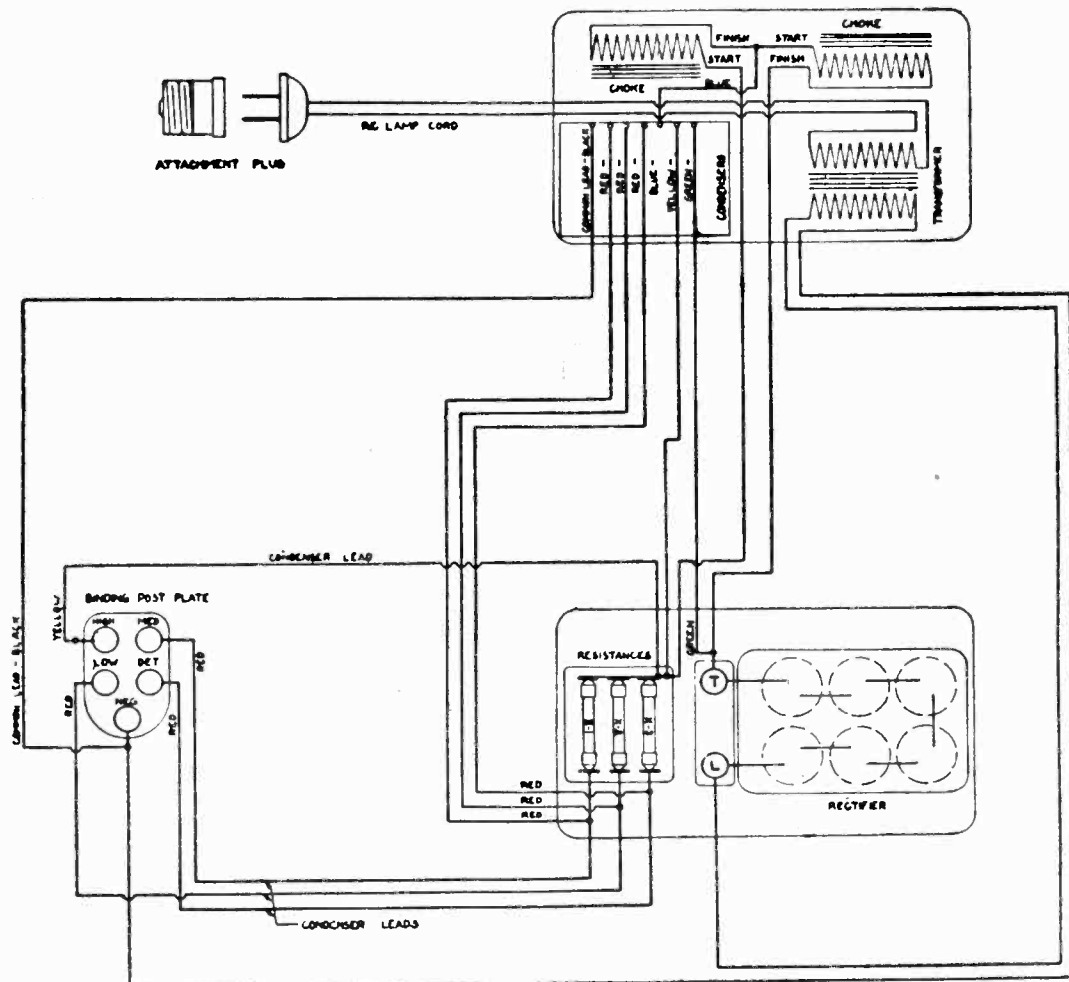 CHOKE
FINISH
START
START
FINISH
CHOKE
BLUE
R.C. LAMP CORD
ATTACHMENT PLUG
COMMON LEAD - BLACK
RED -
RED -
RED -
BLUE -
YELLOW -
GREEN -
CONDENSERS
TRANSFORMER
CONDENSER LEAD
BINDING POST PLATE
YELLOW
HIGH
MED
LOW
DET
NEG
RED
RED
RED
COMMON LEAD - BLACK
RESISTANCES
GREEN
T
L
RECTIFIER
RED
RED
RED
CONDENSER LEADS